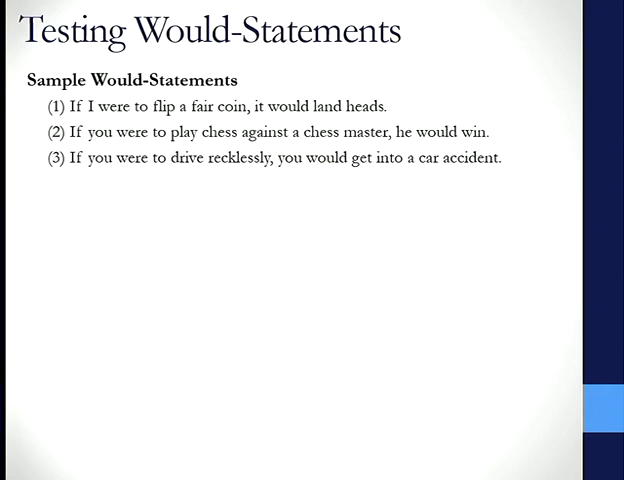 Testing Would-Statements
Sample Would-Statements
(1) If I were to flip a fair coin, it would land heads.
(2) If you were to play chess against a chess master, he would win.
(3) If you were to drive recklessly, you would get into a car accident.